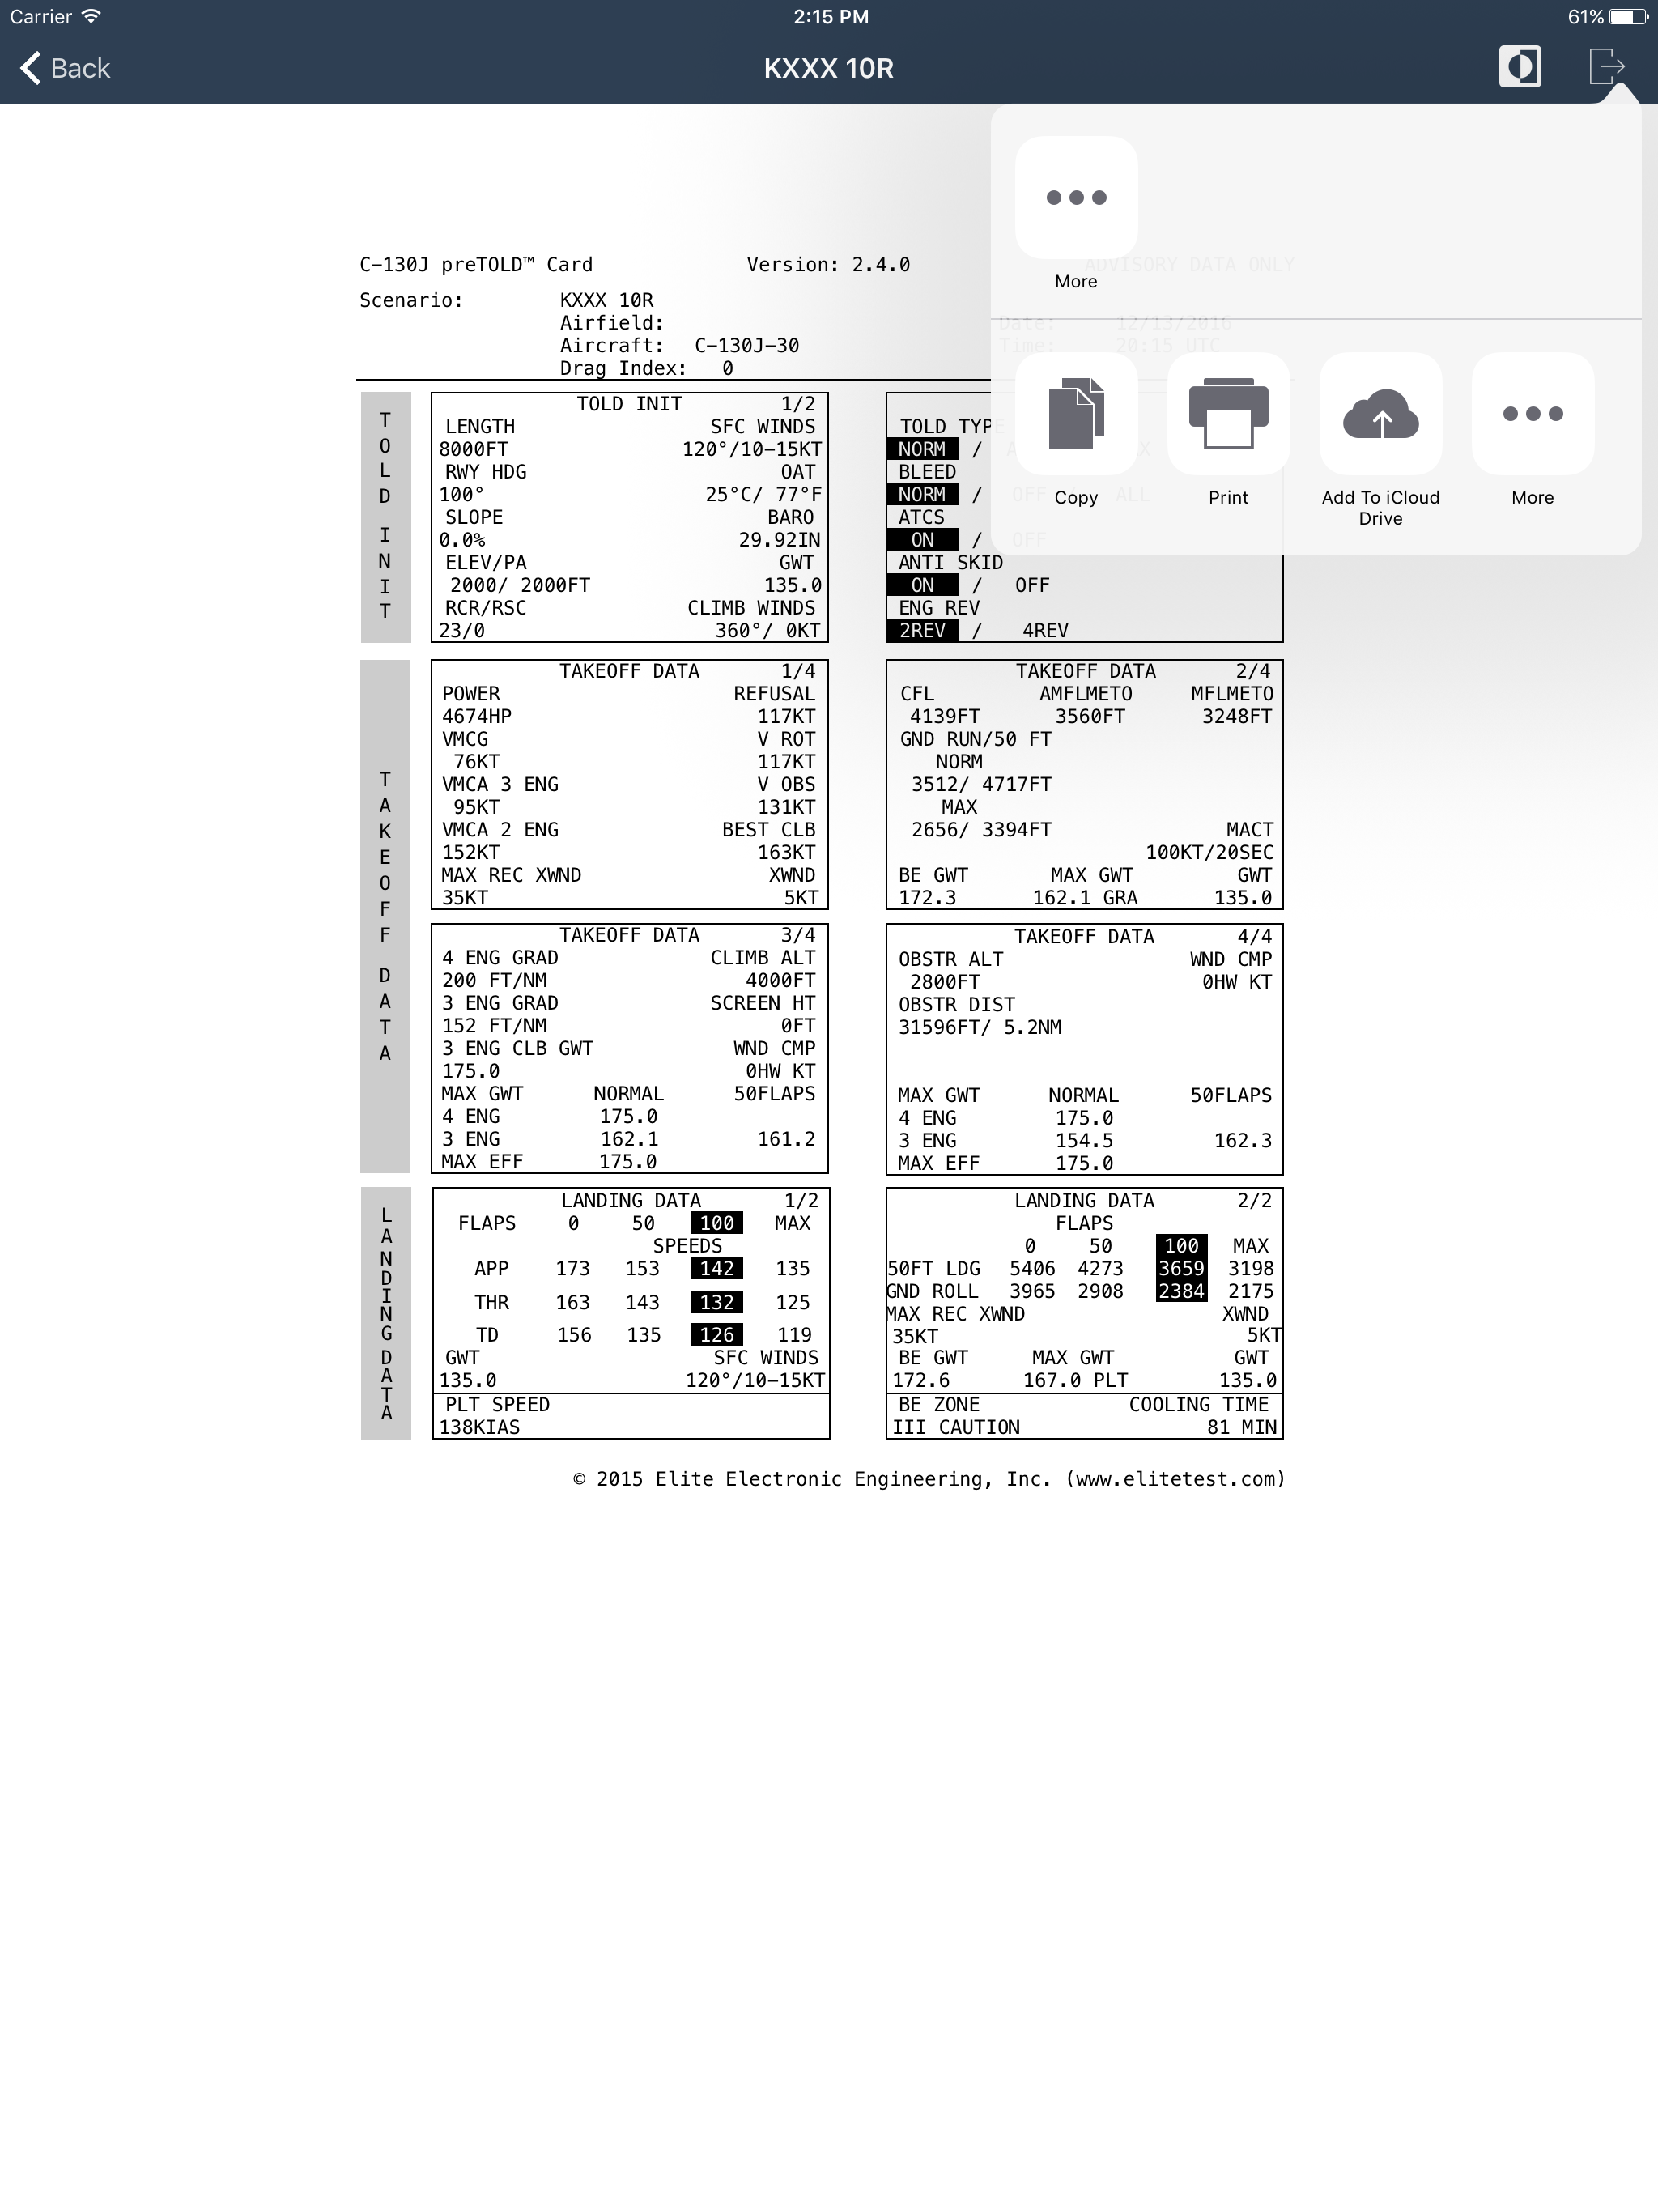 Carrier 2:15 PM 61%
Back KXXX 10R
More
C-130J preTOLD™ Card Version: 2.4.0 ADVISORY DATA ONLY
Scenario: KXXX 10R
Airfield: Date: 12/13/2016
Aircraft: C-130J-30 Time: 20:15 UTC
Drag Index: 0
Copy Print Add To iCloud Drive More
TOLD INIT
TOLD INIT 1/2
LENGTH SFC WINDS
8000FT 120°/10-15KT
RWY HDG OAT
100° 25°C/ 77°F
SLOPE BARO
0.0% 29.92IN
ELEV/PA GWT
2000/ 2000FT 135.0
RCR/RSC CLIMB WINDS
23/0 360°/ 0KT
TOLD TYPE
NORM /
BLEED
NORM / OFF ALL
ATCS
ON / OFF
ANTI SKID
ON / OFF
ENG REV
2REV / 4REV
TAKEOFF DATA
TAKEOFF DATA 1/4
POWER REFUSAL
4674HP 117KT
VMCG V ROT
76KT 117KT
VMCA 3 ENG V OBS
95KT 131KT
VMCA 2 ENG BEST CLB
152KT 163KT
MAX REC XWND XWND
35KT 5KT
TAKEOFF DATA 2/4
CFL AMFLMETO MFLMETO
4139FT 3560FT 3248FT
GND RUN/50 FT
NORM
3512/ 4717FT
MAX
2656/ 3394FT MACT
100KT/20SEC
BE GWT MAX GWT GWT
172.3 162.1 GRA 135.0
TAKEOFF DATA 3/4
4 ENG GRAD CLIMB ALT
200 FT/NM 4000FT
3 ENG GRAD SCREEN HT
152 FT/NM 0FT
3 ENG CLB GWT WND CMP
175.0 0HW KT
MAX GWT NORMAL 50FLAPS
4 ENG 175.0
3 ENG 162.1 161.2
MAX EFF 175.0
TAKEOFF DATA 4/4
OBSTR ALT WND CMP
2800FT 0HW KT
OBSTR DIST
31596FT/ 5.2NM
MAX GWT NORMAL 50FLAPS
4 ENG 175.0
3 ENG 154.5 162.3
MAX EFF 175.0
LANDING DATA
LANDING DATA 1/2
FLAPS 0 50 100 MAX
SPEEDS
APP 173 153 142 135
THR 163 143 132 125
TD 156 135 126 119
GWT SFC WINDS
135.0 120°/10-15KT
PLT SPEED
138KIAS
LANDING DATA 2/2
FLAPS
0 50 100 MAX
50FT LDG 5406 4273 3659 3198
GND ROLL 3965 2908 2384 2175
MAX REC XWND XWND
35KT 5KT
BE GWT MAX GWT GWT
172.6 167.0 PLT 135.0
BE ZONE COOLING TIME
III CAUTION 81 MIN
© 2015 Elite Electronic Engineering, Inc. (www.elitetest.com)